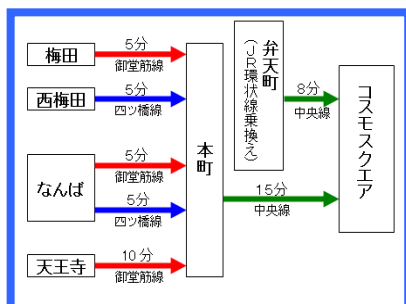 梅田
5分
御堂筋線
西梅田
5分
四ツ橋線
なんば
5分
御堂筋線
5分
四ツ橋線
天王寺
10分
御堂筋線
本町
弁天町
（JR環状線乗換え）
8分
中央線
15分
中央線
コスモスクエア